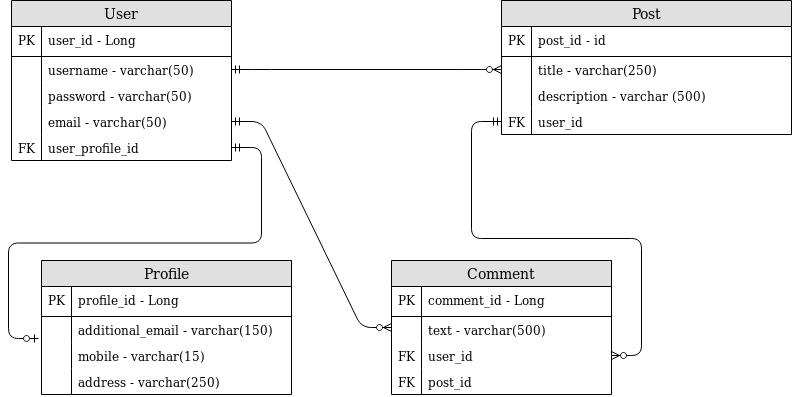 User
PK user_id - Long
username - varchar(50)
password - varchar(50)
email - varchar(50)
FK user_profile_id
Post
PK post_id - id
title - varchar(250)
description - varchar (500)
FK user_id
Profile
PK profile_id - Long
additional_email - varchar(150)
mobile - varchar(15)
address - varchar(250)
Comment
PK comment_id - Long
text - varchar(500)
FK user_id
FK post_id